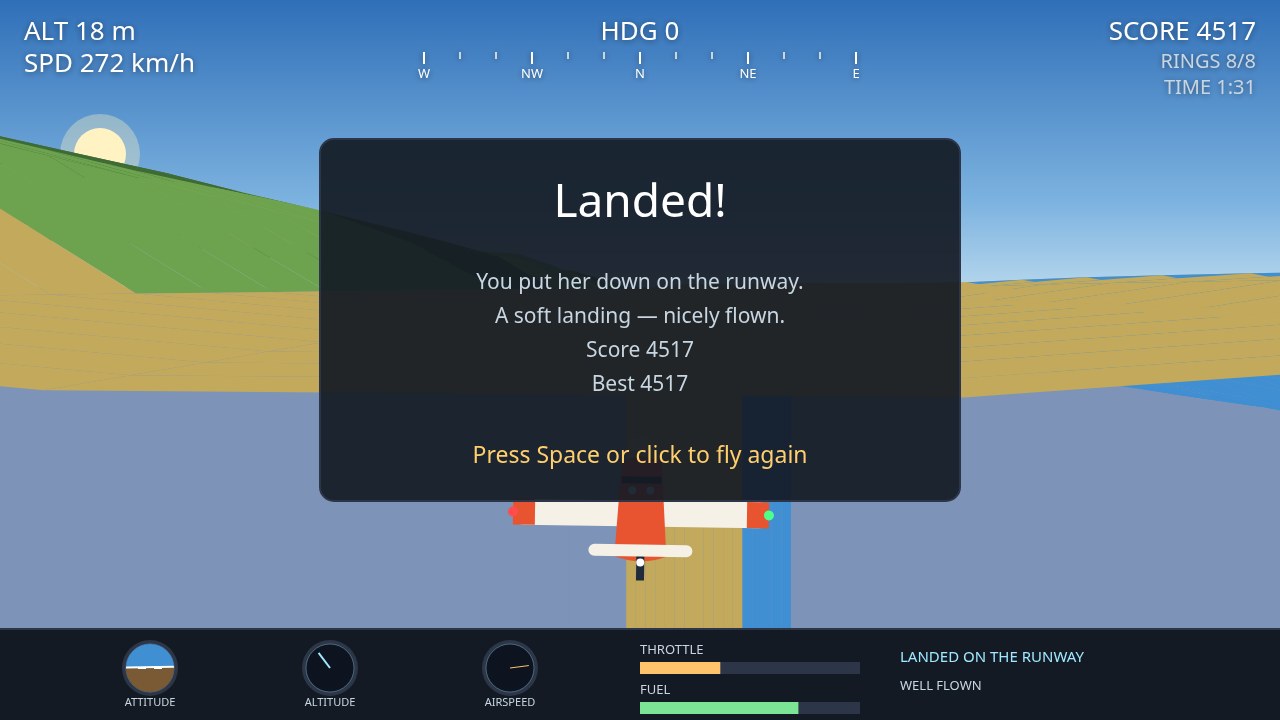 ALT 18 m
SPD 272 km/h
HDG 0
W NW N NE E
SCORE 4517
RINGS 8/8
TIME 1:31
Landed!
You put her down on the runway.
A soft landing — nicely flown.
Score 4517
Best 4517
Press Space or click to fly again
ATTITUDE
ALTITUDE
AIRSPEED
THROTTLE
FUEL
LANDED ON THE RUNWAY
WELL FLOWN